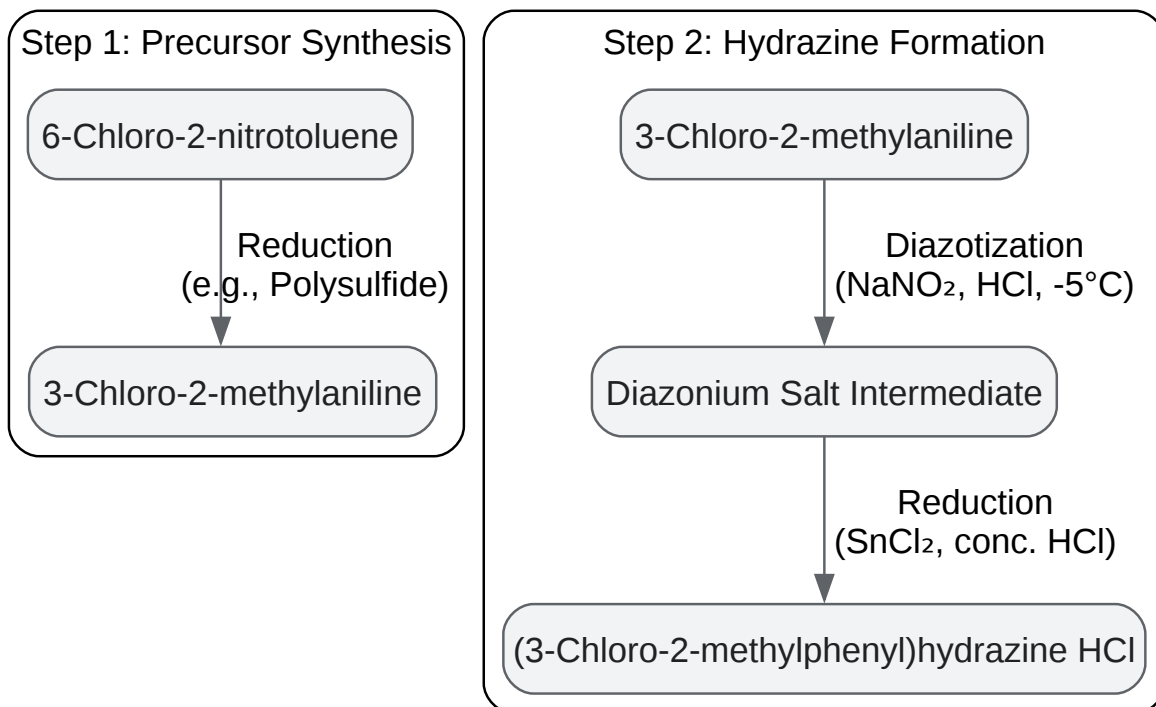 Step 1: Precursor Synthesis
6-Chloro-2-nitrotoluene
Reduction
(e.g., Polysulfide)
3-Chloro-2-methylaniline
Step 2: Hydrazine Formation
3-Chloro-2-methylaniline
Diazotization
(NaNO₂, HCl, -5°C)
Diazonium Salt Intermediate
Reduction
(SnCl₂, conc. HCl)
(3-Chloro-2-methylphenyl)hydrazine HCl